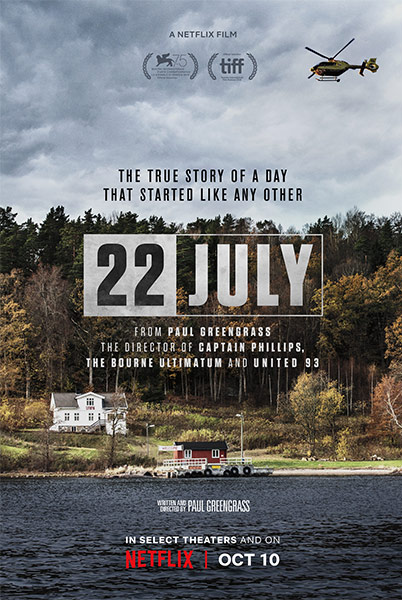 A NETFLIX FILM
75
tiff
THE TRUE STORY OF A DAY
THAT STARTED LIKE ANY OTHER
22 JULY
FROM PAUL GREENGRASS
THE DIRECTOR OF CAPTAIN PHILLIPS,
THE BOURNE ULTIMATUM AND UNITED 93
WRITTEN AND
DIRECTED BY PAUL GREENGRASS
IN SELECT THEATERS AND ON
NETFLIX | OCT 10